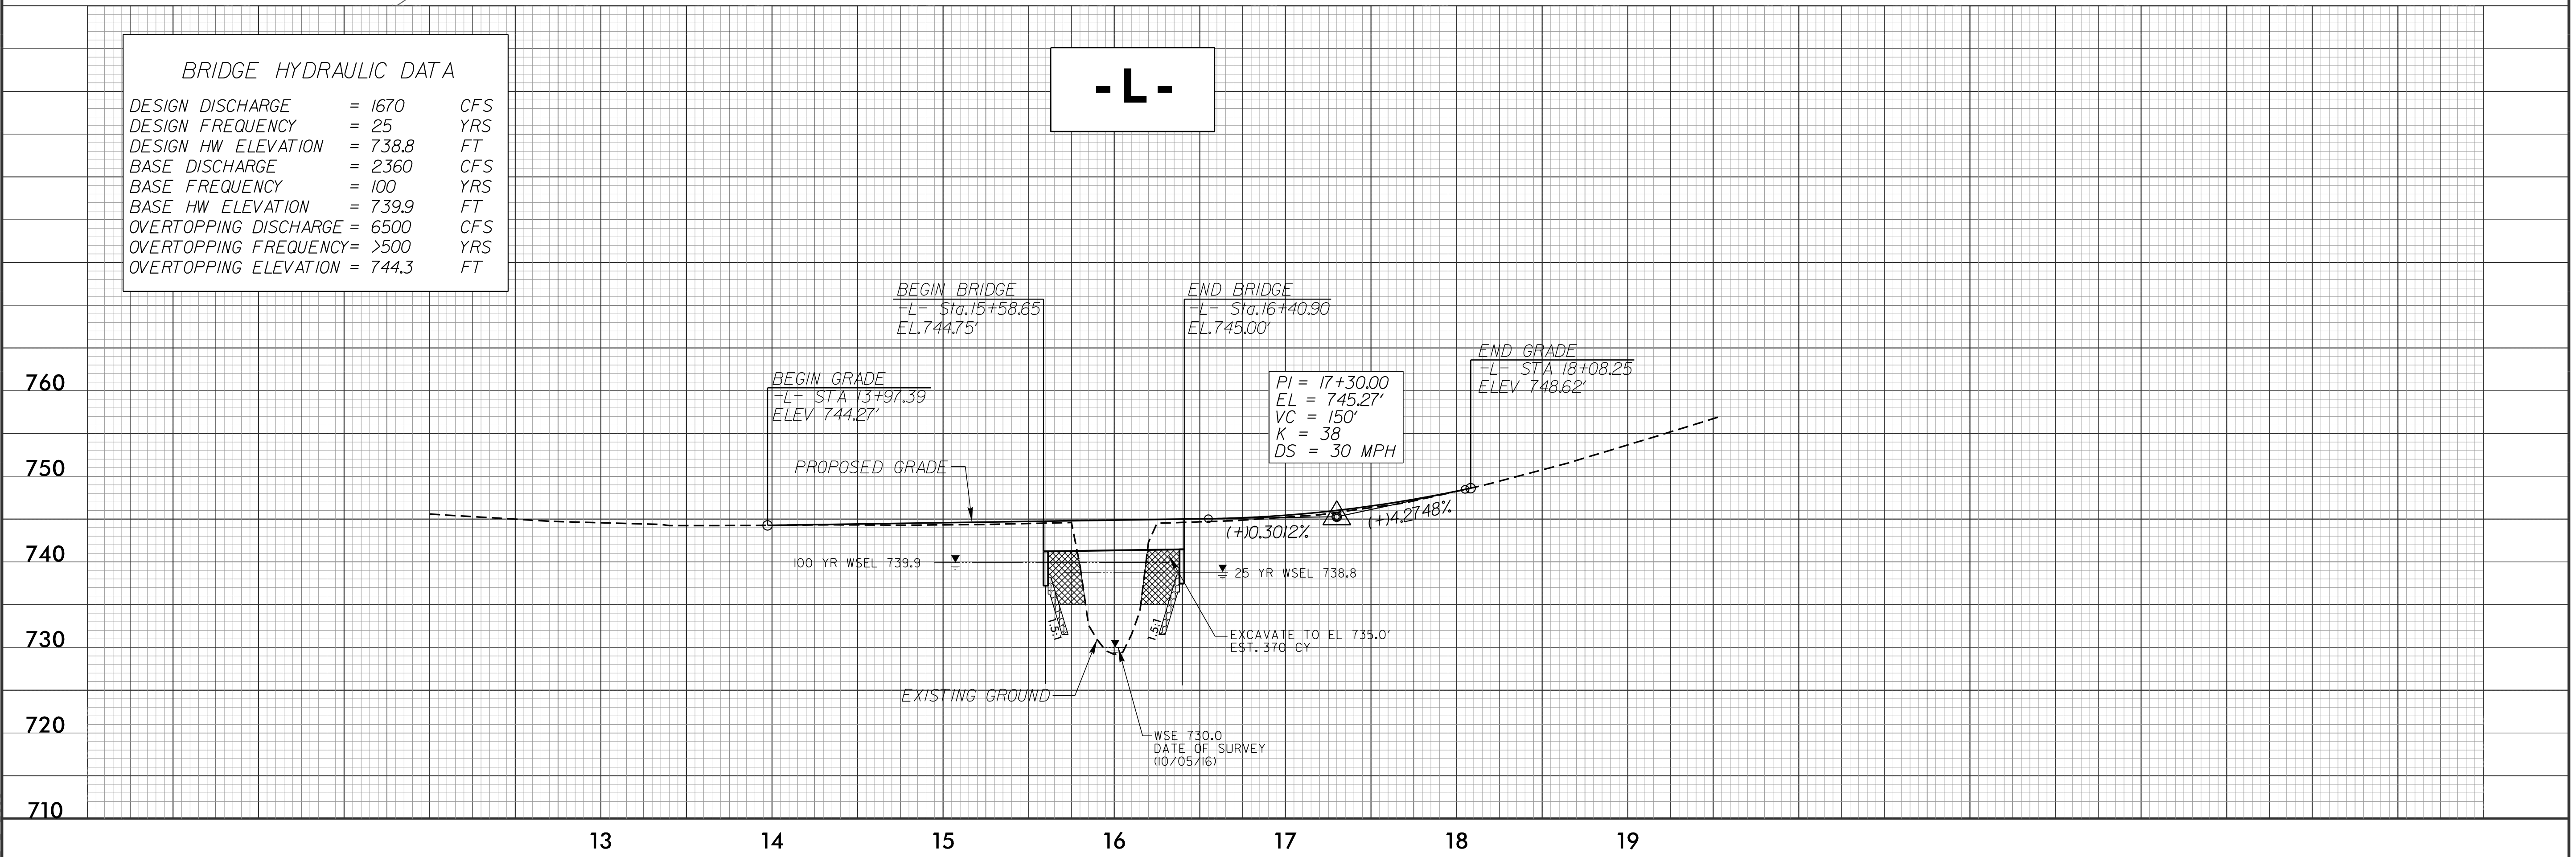 BRIDGE HYDRAULIC DATA
DESIGN DISCHARGE = 1670 CFS
DESIGN FREQUENCY = 25 YRS
DESIGN HW ELEVATION = 738.8 FT
BASE DISCHARGE = 2360 CFS
BASE FREQUENCY = 100 YRS
BASE HW ELEVATION = 739.9 FT
OVERTOPPING DISCHARGE = 6500 CFS
OVERTOPPING FREQUENCY= >500 YRS
OVERTOPPING ELEVATION = 744.3 FT
-L-
BEGIN BRIDGE
-L- Sta.15+58.65
EL.744.75'
END BRIDGE
-L- Sta.16+40.90
EL.745.00'
BEGIN GRADE
-L- STA 13+97.39
ELEV 744.27'
PI = 17+30.00
EL = 745.27'
VC = 150'
K = 38
DS = 30 MPH
END GRADE
-L- STA 18+08.25
ELEV 748.62'
PROPOSED GRADE
(+)0.3012%
(+)4.2748%
100 YR WSEL 739.9
25 YR WSEL 738.8
1.5:1
1.5:1
EXCAVATE TO EL 735.0'
EST. 370 CY
EXISTING GROUND
WSE 730.0
DATE OF SURVEY
(10/05/16)
760
750
740
730
720
710
13 14 15 16 17 18 19